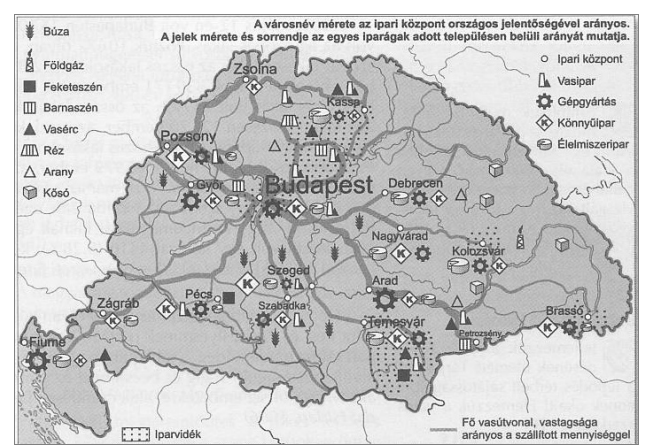 A városnév mérete az ipari központ országos jelentőségével arányos.
A jelek mérete és sorrendje az egyes iparágak adott településen belüli arányát mutatja.
Búza
Földgáz
Feketeszén
Barnaszén
Vasérc
Réz
Arany
Kősó
Ipari központ
Vasipar
Gépgyártás
K Könnyűipar
Élelmiszeripar
Zsolna
K
Kassa
K
Pozsony
K
Győr
K
Budapest
K
Debrecen
K
Nagyvárad
K
Kolozsvár
K
Szeged
K
Arad
K
Pécs
K
Szabadka
K
Zágráb
K
Temesvár
K
Petrozsény
Brassó
K
Fiume
K
Iparvidék
Fő vasútvonal, vastagsága
arányos a szállított mennyiséggel